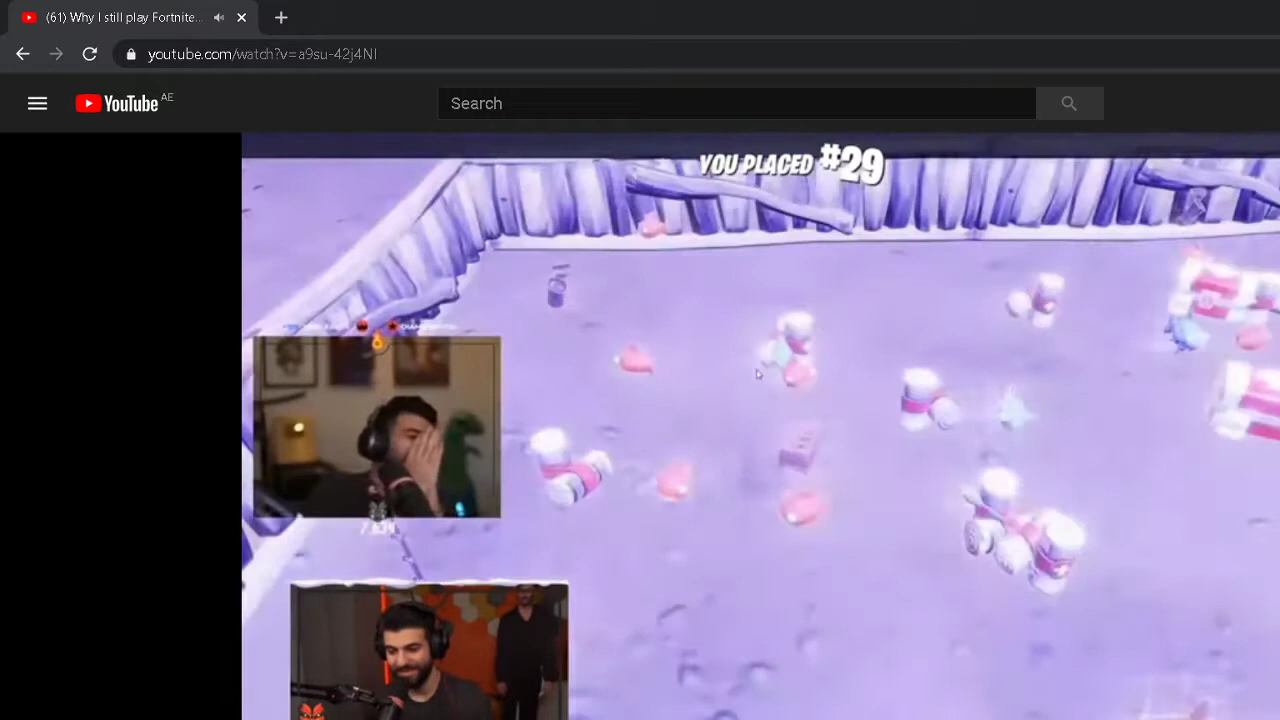 (61) Why I still play Fortnite...
youtube.com/watch?v=a9su-42j4NI
YouTube AE
Search
YOU PLACED #29